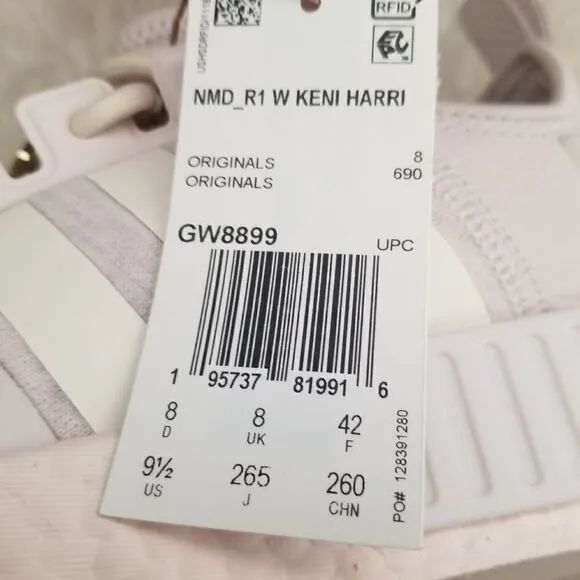 RFID
NMD_R1 W KENI HARRI
ORIGINALS 8
ORIGINALS 690
GW8899 UPC
1 95737 81991 6
8 8 42
D UK F
9½ 265 260
US J CHN
PO# 128391280